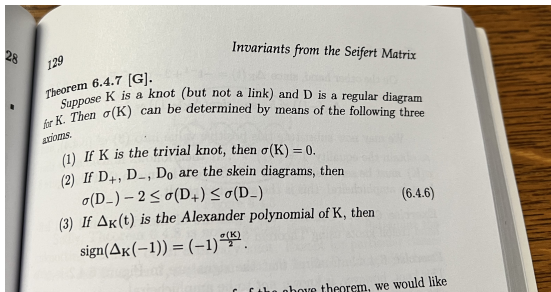 28
129
Invariants from the Seifert Matrix
Theorem 6.4.7 [G].
Suppose K is a knot (but not a link) and D is a regular diagram
for K. Then σ(K) can be determined by means of the following three
axioms.
(1) If K is the trivial knot, then σ(K) = 0.
(2) If D₊, D₋, D₀ are the skein diagrams, then
σ(D₋) − 2 ≤ σ(D₊) ≤ σ(D₋) (6.4.6)
(3) If Δ_K(t) is the Alexander polynomial of K, then
sign(Δ_K(−1)) = (−1)^{σ(K)/2}.
above theorem, we would like